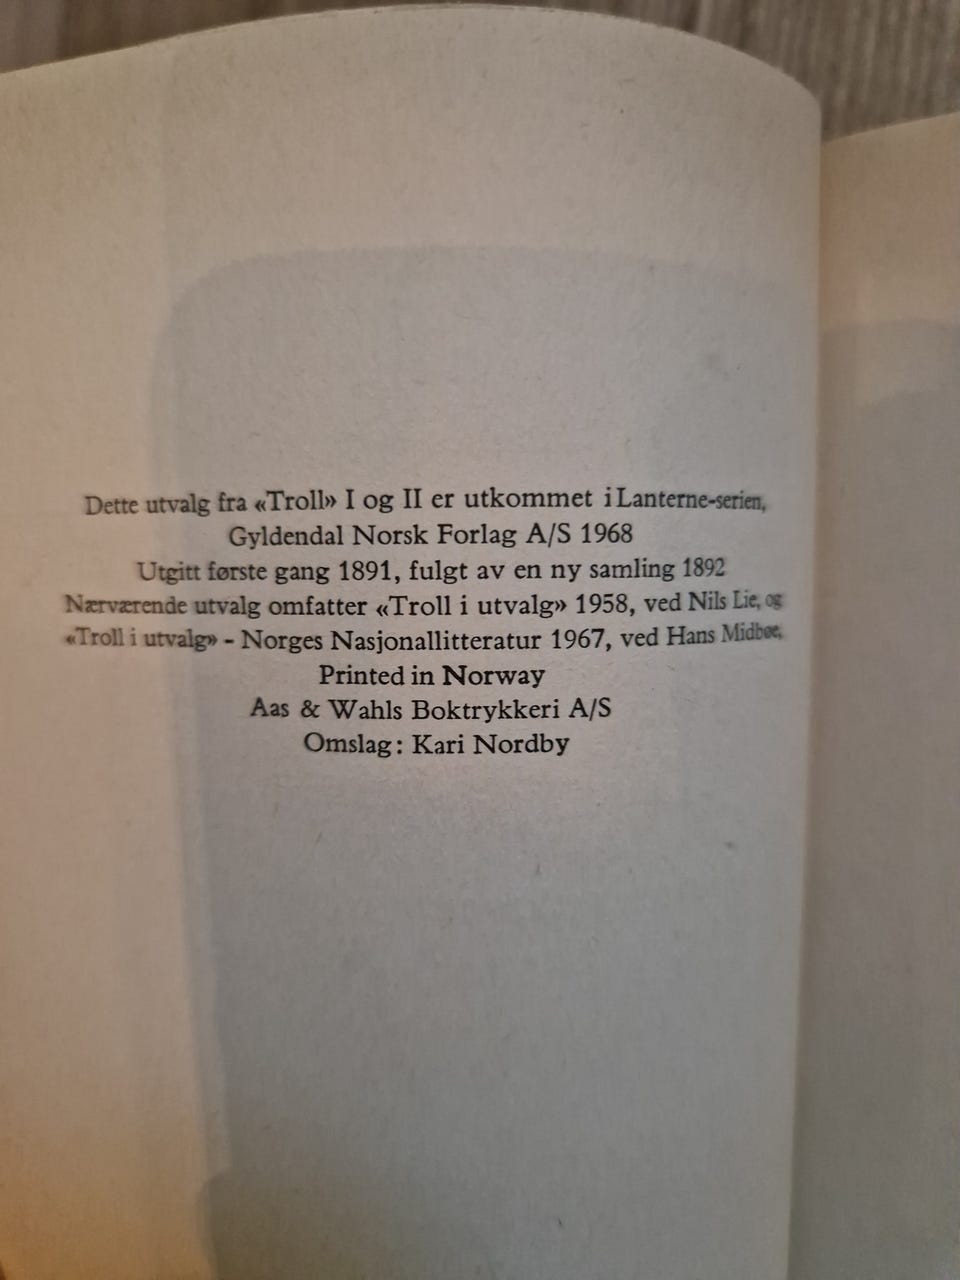 Dette utvalg fra «Troll» I og II er utkommet i Lanterne-serien,
Gyldendal Norsk Forlag A/S 1968
Utgitt første gang 1891, fulgt av en ny samling 1892
Nærværende utvalg omfatter «Troll i utvalg» 1958, ved Nils Lie, og
«Troll i utvalg» - Norges Nasjonallitteratur 1967, ved Hans Midbøe.
Printed in Norway
Aas & Wahls Boktrykkeri A/S
Omslag: Kari Nordby